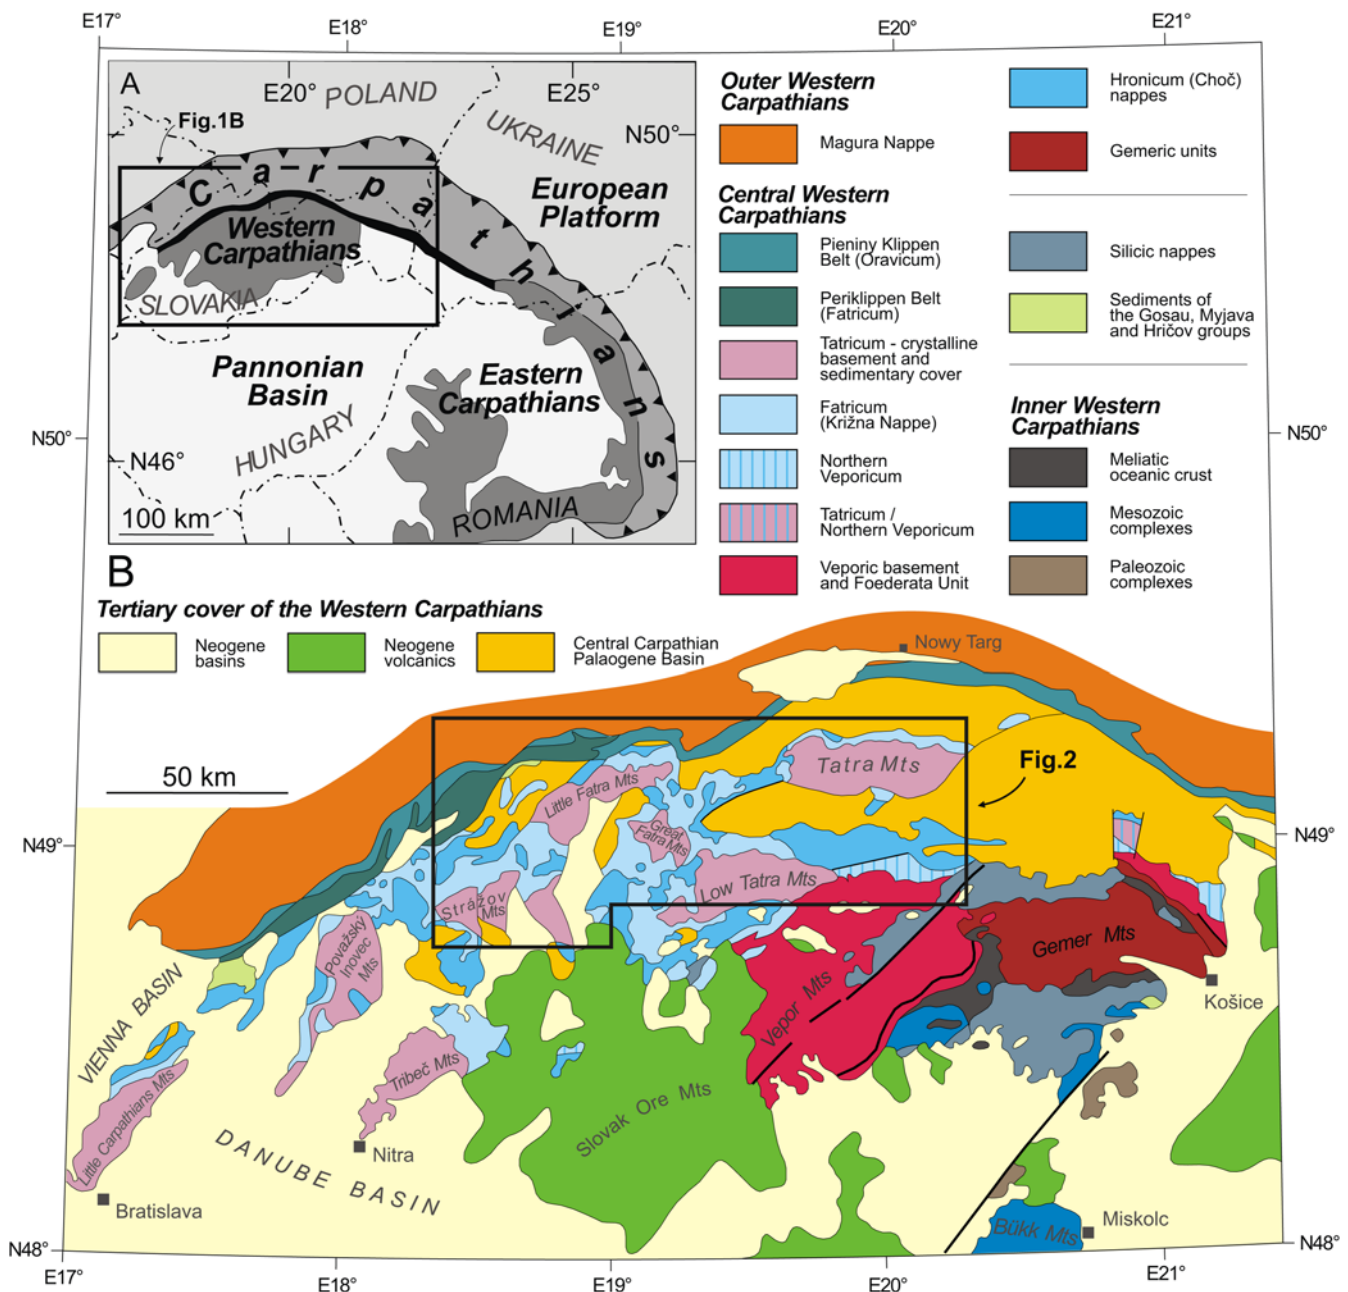 E17°
E18°
E19°
E20°
E21°
A
E20°
POLAND
E25°
Fig.1B
UKRAINE
N50°
Carpathians
European
Platform
Western
Carpathians
SLOVAKIA
Pannonian
Basin
Eastern
Carpathians
HUNGARY
N46°
ROMANIA
100 km
N50°
N50°
Outer Western
Carpathians
Magura Nappe
Central Western
Carpathians
Pieniny Klippen
Belt (Oravicum)
Periklippen Belt
(Fatricum)
Tatricum - crystalline
basement and
sedimentary cover
Fatricum
(Križna Nappe)
Northern
Veporicum
Tatricum /
Northern Veporicum
Veporic basement
and Foederata Unit
Hronicum (Choč)
nappes
Gemeric units
Silicic nappes
Sediments of
the Gosau, Myjava
and Hričov groups
Inner Western
Carpathians
Meliatic
oceanic crust
Mesozoic
complexes
Paleozoic
complexes
B
Tertiary cover of the Western Carpathians
Neogene
basins
Neogene
volcanics
Central Carpathian
Palaogene Basin
Nowy Targ
50 km
Fig.2
Tatra Mts
Little Fatra Mts
Great
Fatra Mts
Low Tatra Mts
Strážov
Mts
Považský
Inovec
Mts
Gemer Mts
Vepor Mts
Košice
VIENNA BASIN
Tribeč Mts
Slovak Ore Mts
Little Carpathians Mts
Nitra
DANUBE BASIN
Bratislava
Bükk Mts
Miskolc
N49°
N49°
N48°
N48°
E17°
E18°
E19°
E20°
E21°